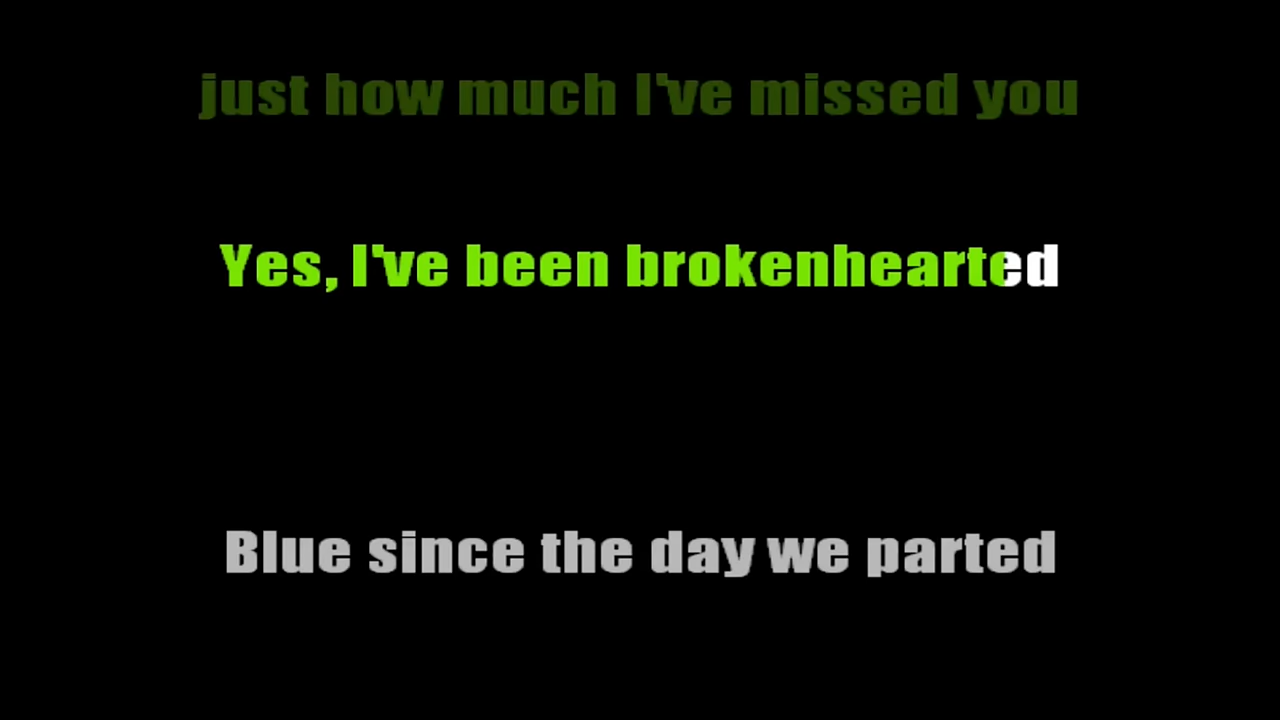 just how much I've missed you
Yes, I've been brokenhearted
Blue since the day we parted